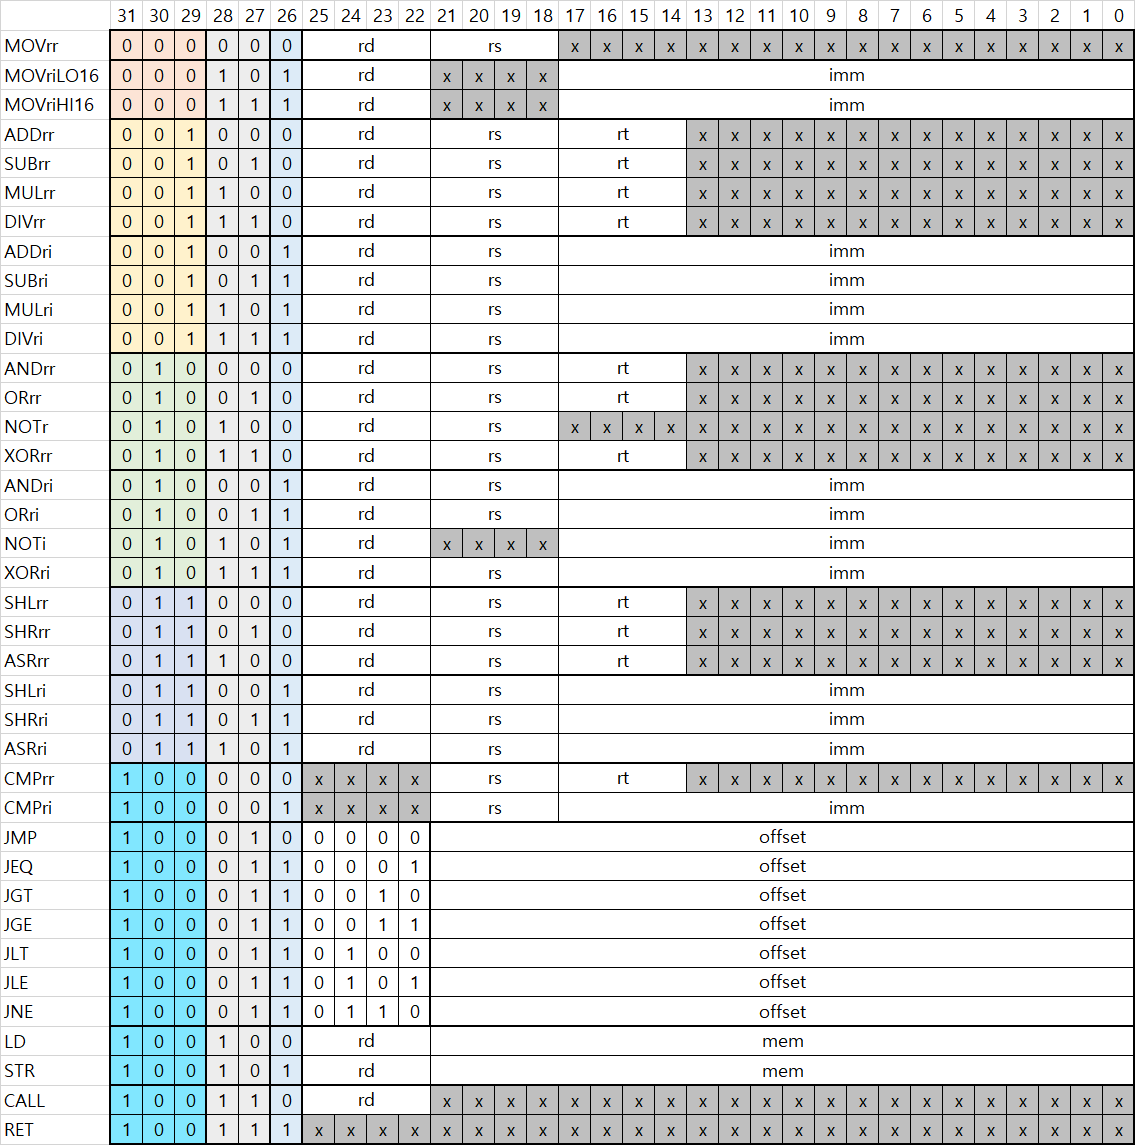 31 30 29 28 27 26 25 24 23 22 21 20 19 18 17 16 15 14 13 12 11 10 9 8 7 6 5 4 3 2 1 0
MOVrr 0 0 0 0 0 0 rd rs x x x x x x x x x x x x x x x x x x
MOVriLO16 0 0 0 1 0 1 rd x x x x imm
MOVriHI16 0 0 0 1 1 1 rd x x x x imm
ADDrr 0 0 1 0 0 0 rd rs rt x x x x x x x x x x x x x x
SUBrr 0 0 1 0 1 0 rd rs rt x x x x x x x x x x x x x x
MULrr 0 0 1 1 0 0 rd rs rt x x x x x x x x x x x x x x
DIVrr 0 0 1 1 1 0 rd rs rt x x x x x x x x x x x x x x
ADDri 0 0 1 0 0 1 rd rs imm
SUBri 0 0 1 0 1 1 rd rs imm
MULri 0 0 1 1 0 1 rd rs imm
DIVri 0 0 1 1 1 1 rd rs imm
ANDrr 0 1 0 0 0 0 rd rs rt x x x x x x x x x x x x x x
ORrr 0 1 0 0 1 0 rd rs rt x x x x x x x x x x x x x x
NOTr 0 1 0 1 0 0 rd rs x x x x x x x x x x x x x x x x x x
XORrr 0 1 0 1 1 0 rd rs rt x x x x x x x x x x x x x x
ANDri 0 1 0 0 0 1 rd rs imm
ORri 0 1 0 0 1 1 rd rs imm
NOTi 0 1 0 1 0 1 rd x x x x imm
XORri 0 1 0 1 1 1 rd rs imm
SHLrr 0 1 1 0 0 0 rd rs rt x x x x x x x x x x x x x x
SHRrr 0 1 1 0 1 0 rd rs rt x x x x x x x x x x x x x x
ASRrr 0 1 1 1 0 0 rd rs rt x x x x x x x x x x x x x x
SHLri 0 1 1 0 0 1 rd rs imm
SHRri 0 1 1 0 1 1 rd rs imm
ASRri 0 1 1 1 0 1 rd rs imm
CMPrr 1 0 0 0 0 0 x x x x rs rt x x x x x x x x x x x x x x
CMPri 1 0 0 0 0 1 x x x x rs imm
JMP 1 0 0 0 1 0 0 0 0 0 offset
JEQ 1 0 0 0 1 1 0 0 0 1 offset
JGT 1 0 0 0 1 1 0 0 1 0 offset
JGE 1 0 0 0 1 1 0 0 1 1 offset
JLT 1 0 0 0 1 1 0 1 0 0 offset
JLE 1 0 0 0 1 1 0 1 0 1 offset
JNE 1 0 0 0 1 1 0 1 1 0 offset
LD 1 0 0 1 0 0 rd mem
STR 1 0 0 1 0 1 rd mem
CALL 1 0 0 1 1 0 rd x x x x x x x x x x x x x x x x x x x x x x
RET 1 0 0 1 1 1 x x x x x x x x x x x x x x x x x x x x x x x x x x